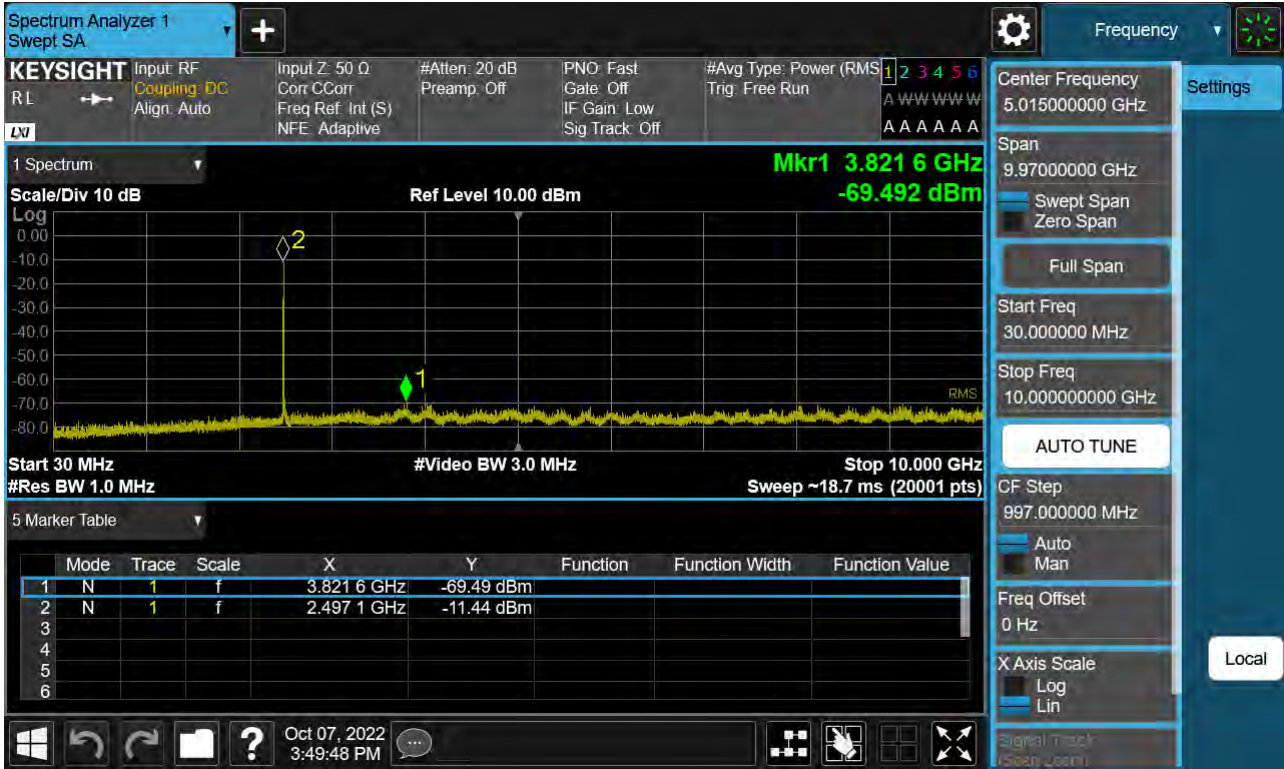 Spectrum Analyzer 1
Swept SA
Frequency
KEYSIGHT
RL
LXI
Input: RF
Coupling: DC
Align: Auto
Input Z: 50 Ω
Corr CCorr
Freq Ref: Int (S)
NFE: Adaptive
#Atten: 20 dB
Preamp: Off
PNO: Fast
Gate: Off
IF Gain: Low
Sig Track: Off
#Avg Type: Power (RMS
Trig: Free Run
1 2 3 4 5 6
A W W W W W
A A A A A A
1 Spectrum
Mkr1 3.821 6 GHz
Scale/Div 10 dB
Ref Level 10.00 dBm
-69.492 dBm
Log
0.00
-10.0
-20.0
-30.0
-40.0
-50.0
-60.0
-70.0
-80.0
2
1
RMS
Start 30 MHz
#Video BW 3.0 MHz
Stop 10.000 GHz
#Res BW 1.0 MHz
Sweep ~18.7 ms (20001 pts)
5 Marker Table
Mode Trace Scale X Y Function Function Width Function Value
1 N 1 f 3.821 6 GHz -69.49 dBm
2 N 1 f 2.497 1 GHz -11.44 dBm
3
4
5
6
Oct 07, 2022
3:49:48 PM
Center Frequency
5.015000000 GHz
Span
9.97000000 GHz
Swept Span
Zero Span
Full Span
Start Freq
30.000000 MHz
Stop Freq
10.000000000 GHz
AUTO TUNE
CF Step
997.000000 MHz
Auto
Man
Freq Offset
0 Hz
X Axis Scale
Log
Lin
Signal Track
(Span Zoom)
Settings
Local